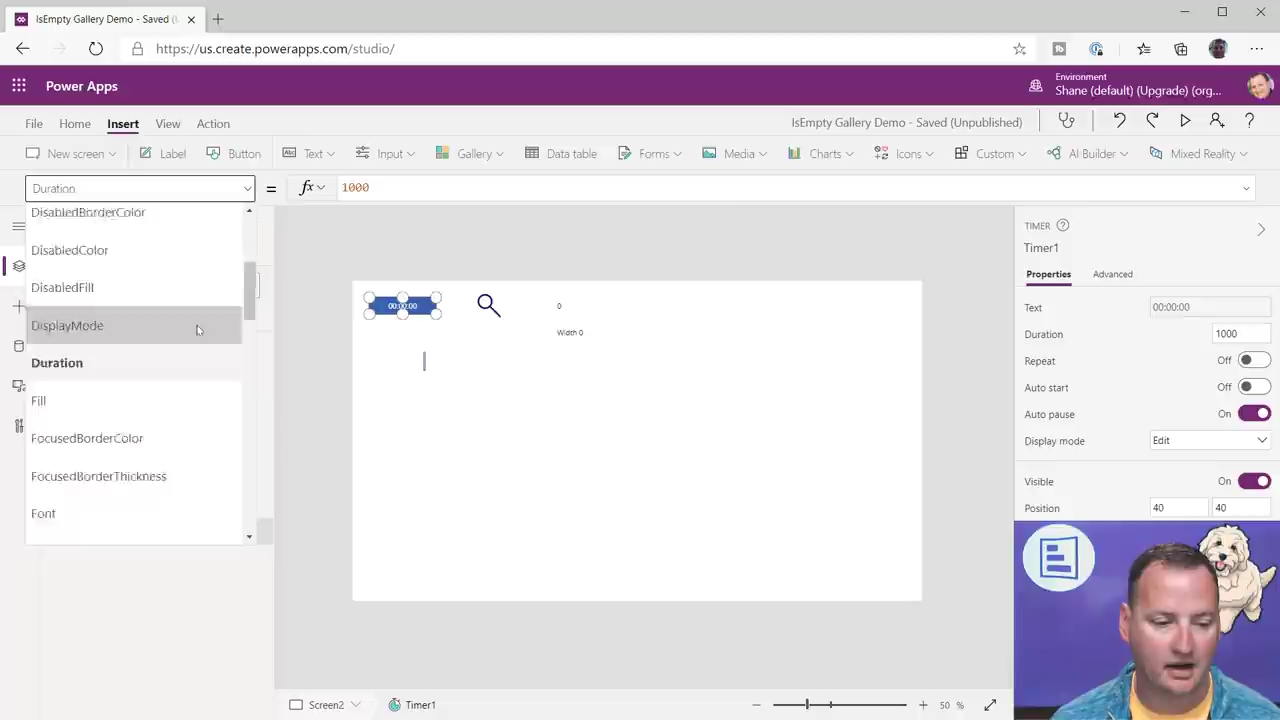 IsEmpty Gallery Demo - Saved (
https://us.create.powerapps.com/studio/
Power Apps
Environment
Shane (default) (Upgrade) (org...
File Home Insert View Action
IsEmpty Gallery Demo - Saved (Unpublished)
New screen Label Button Text Input Gallery Data table Forms Media Charts Icons Custom AI Builder Mixed Reality
Duration = fx 1000
DisabledBorderColor
DisabledColor
DisabledFill
DisplayMode
Duration
Fill
FocusedBorderColor
FocusedBorderThickness
Font
00:00:00
0
Width 0
TIMER
Timer1
Properties Advanced
Text 00:00:00
Duration 1000
Repeat Off
Auto start Off
Auto pause On
Display mode Edit
Visible On
Position 40 40
Screen2 Timer1
50 %